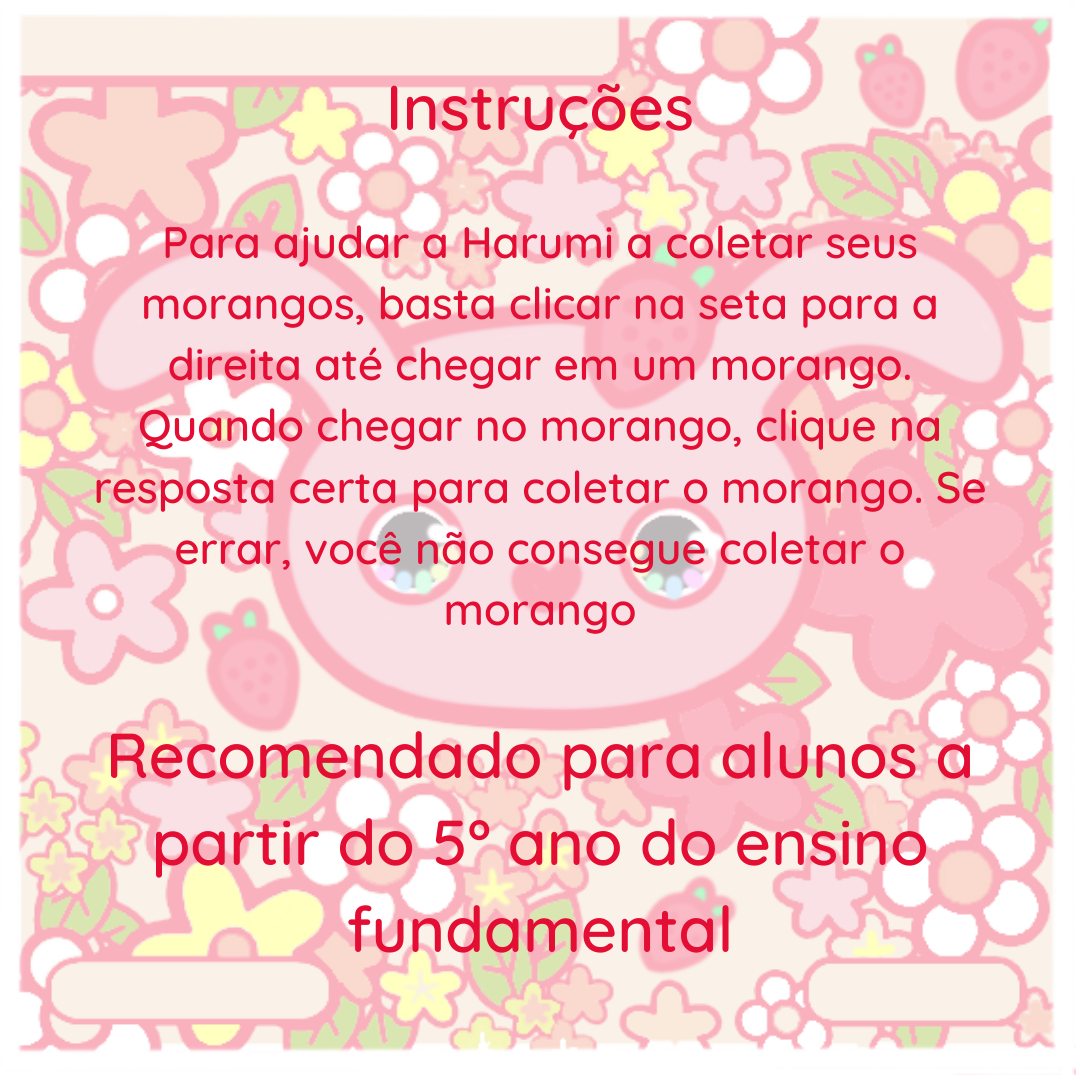 Instruções
Para ajudar a Harumi a coletar seus
morangos, basta clicar na seta para a
direita até chegar em um morango.
Quando chegar no morango, clique na
resposta certa para coletar o morango. Se
errar, você não consegue coletar o
morango
Recomendado para alunos a
partir do 5º ano do ensino
fundamental